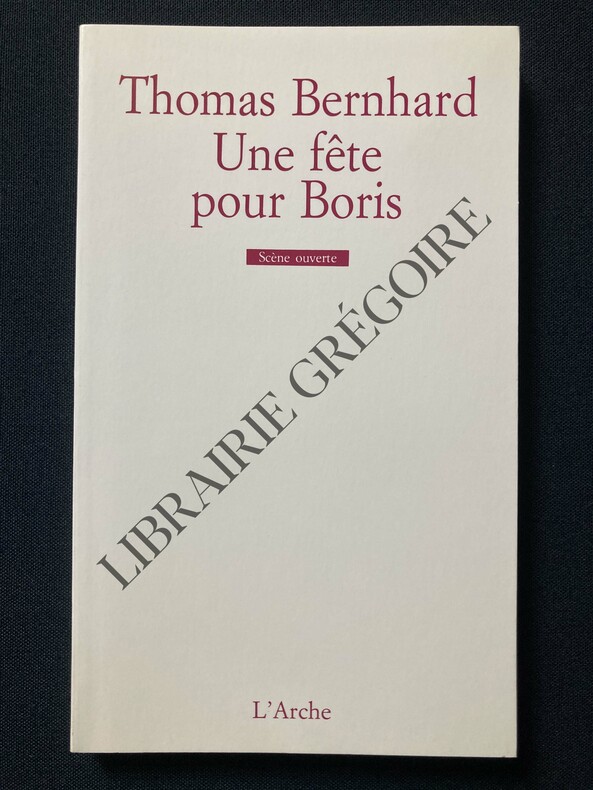 Thomas Bernhard
Une fête
pour Boris
Scène ouverte
LIBRAIRIE GRÉGOIRE
L'Arche